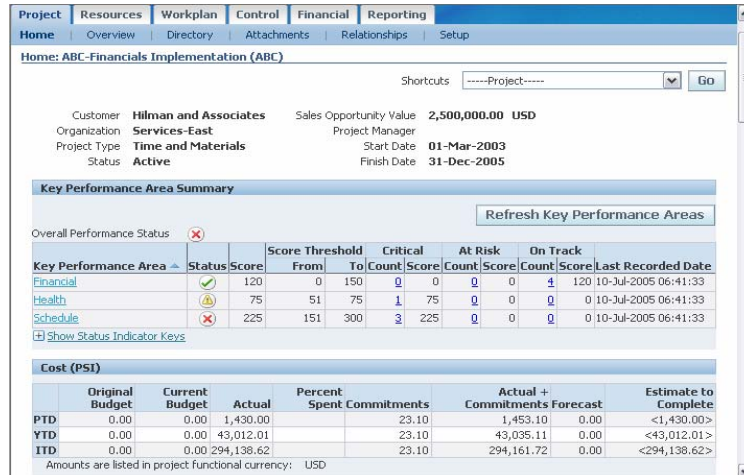 Project Resources Workplan Control Financial Reporting
Home | Overview | Directory | Attachments | Relationships | Setup
Home: ABC-Financials Implementation (ABC)
Shortcuts -----Project----- Go
Customer Hilman and Associates Sales Opportunity Value 2,500,000.00 USD
Organization Services-East Project Manager
Project Type Time and Materials Start Date 01-Mar-2003
Status Active Finish Date 31-Dec-2005
Key Performance Area Summary
Refresh Key Performance Areas
Overall Performance Status
Score Threshold Critical At Risk On Track
Key Performance Area Status Score From To Count Score Count Score Count Score Last Recorded Date
Financial 120 0 150 0 0 0 0 4 120 10-Jul-2005 06:41:33
Health 75 51 75 1 75 0 0 0 0 10-Jul-2005 06:41:33
Schedule 225 151 300 3 225 0 0 0 0 10-Jul-2005 06:41:33
Show Status Indicator Keys
Cost (PSI)
Original Current Percent Actual + Estimate to
Budget Budget Actual Spent Commitments Commitments Forecast Complete
PTD 0.00 0.00 1,430.00 23.10 1,453.10 0.00 <1,430.00>
YTD 0.00 0.00 43,012.01 23.10 43,035.11 0.00 <43,012.01>
ITD 0.00 0.00 294,138.62 23.10 294,161.72 0.00 <294,138.62>
Amounts are listed in project functional currency: USD